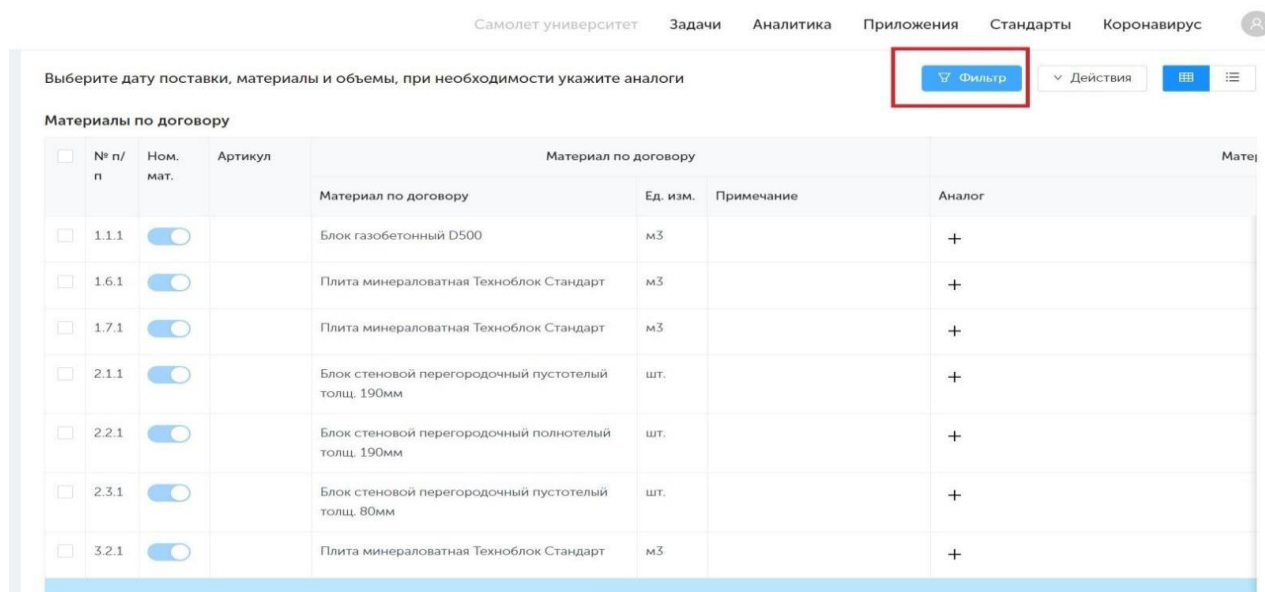 Самолет университет Задачи Аналитика Приложения Стандарты Коронавирус
Выберите дату поставки, материалы и объемы, при необходимости укажите аналоги Фильтр Действия
Материалы по договору
№ п/ Ном. Артикул Материал по договору
п мат.
Материал по договору Ед. изм. Примечание Аналог
1.1.1 Блок газобетонный D500 м3 +
1.6.1 Плита минераловатная Техноблок Стандарт м3 +
1.7.1 Плита минераловатная Техноблок Стандарт м3 +
2.1.1 Блок стеновой перегородочный пустотелый шт. +
толщ. 190мм
2.2.1 Блок стеновой перегородочный полнотелый шт. +
толщ. 190мм
2.3.1 Блок стеновой перегородочный пустотелый шт. +
толщ. 80мм
3.2.1 Плита минераловатная Техноблок Стандарт м3 +